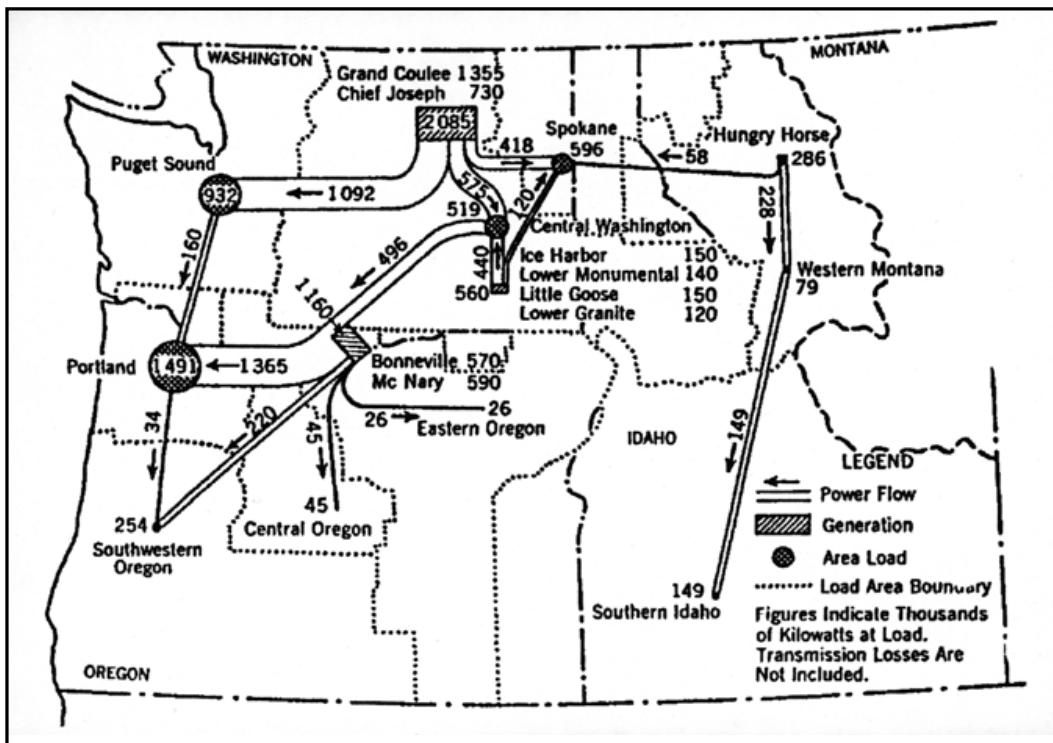 WASHINGTON
MONTANA
Grand Coulee 1355
Chief Joseph 730
2085
Puget Sound
932
1092
418
Spokane
596
58
Hungry Horse
286
575
519
120
228
160
496
440
560
Central Washington
Ice Harbor 150
Lower Monumental 140
Little Goose 150
Lower Granite 120
Western Montana
79
1160
Portland
1491
1365
Bonneville 570
Mc Nary 590
34
220
45
26
26
Eastern Oregon
IDAHO
149
254
Southwestern
Oregon
45
Central Oregon
149
Southern Idaho
LEGEND
Power Flow
Generation
Area Load
Load Area Boundary
Figures Indicate Thousands
of Kilowatts at Load.
Transmission Losses Are
Not Included.
OREGON